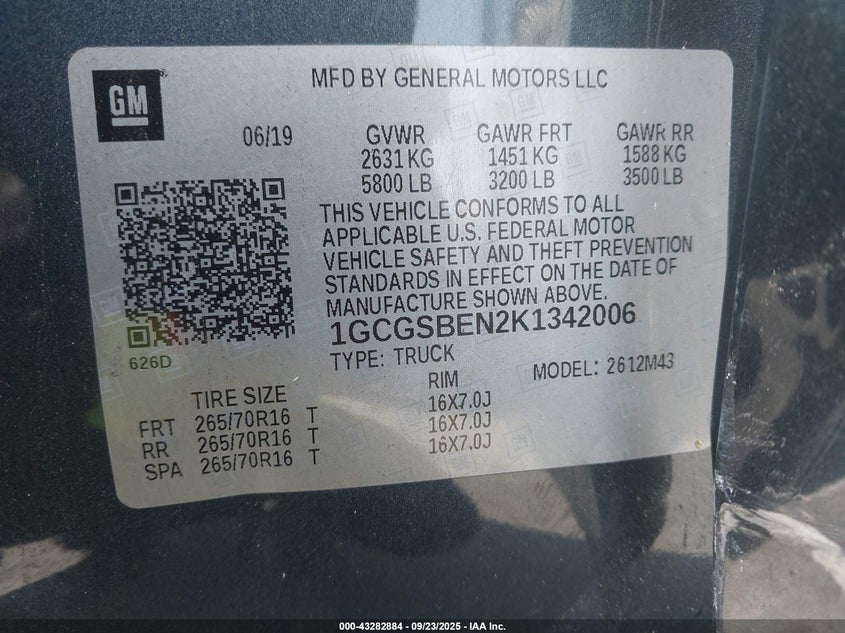 GM
MFD BY GENERAL MOTORS LLC
06/19
GVWR GAWR FRT GAWR RR
2631 KG 1451 KG 1588 KG
5800 LB 3200 LB 3500 LB
THIS VEHICLE CONFORMS TO ALL
APPLICABLE U.S. FEDERAL MOTOR
VEHICLE SAFETY AND THEFT PREVENTION
STANDARDS IN EFFECT ON THE DATE OF
MANUFACTURE SHOWN ABOVE.
1GCGSBEN2K1342006
626D
TYPE: TRUCK MODEL: 2612M43
TIRE SIZE RIM
FRT 265/70R16 T 16X7.0J
RR 265/70R16 T 16X7.0J
SPA 265/70R16 T 16X7.0J
000-43282884 - 09/23/2025 - IAA Inc.